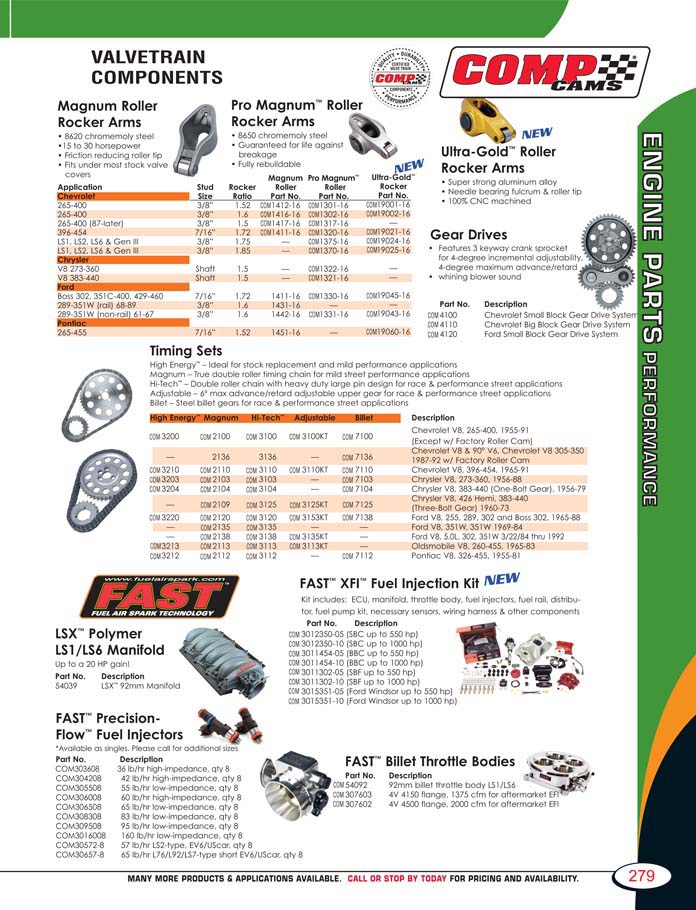 VALVETRAIN
COMPONENTS
QUALITY • DURABILITY
CERTIFIED
VALVE TRAIN
COMP
COMPONENTS
PERFORMANCE
COMP
CAMS
Magnum Roller
Rocker Arms
• 8620 chromemoly steel
•15 to 30 horsepower
• Friction reducing roller tip
• Fits under most stock valve
covers
Pro Magnum™ Roller
Rocker Arms
• 8650 chromemoly steel
• Guaranteed for life against
breakage
• Fully rebuildable
NEW
NEW
Ultra-Gold™ Roller
Rocker Arms
• Super strong aluminum alloy
• Needle bearing fulcrum & roller tip
• 100% CNC machined
Magnum Pro Magnum™ Ultra-Gold™
Stud Rocker Roller Roller Rocker
Application Size Ratio Part No. Part No. Part No.
Chevrolet
265-400 3/8” 1.52 COM1412-16 COM1301-16 COM19001-16
265-400 3/8” 1.6 COM1416-16 COM1302-16 COM19002-16
265-400 (87-later) 3/8” 1.5 COM1417-16 COM1317-16 —
396-454 7/16” 1.72 COM1411-16 COM1320-16 COM19021-16
LS1, LS2, LS6 & Gen III 3/8” 1.75 — COM1375-16 COM19024-16
LS1, LS2, LS6 & Gen III 3/8” 1.85 — COM1370-16 COM19025-16
Chrysler
V8 273-360 Shaft 1.5 — COM1322-16 —
V8 383-440 Shaft 1.5 — COM1321-16 —
Ford
Boss 302, 351C-400, 429-460 7/16” 1.72 1411-16 COM1330-16 COM19045-16
289-351W (rail) 68-89 3/8” 1.6 1431-16 — —
289-351W (non-rail) 61-67 3/8” 1.6 1442-16 COM1331-16 COM19043-16
Pontiac
265-455 7/16” 1.52 1451-16 — COM19060-16
Gear Drives
• Features 3 keyway crank sprocket
for 4-degree incremental adjustability,
4-degree maximum advance/retard
• whining blower sound
Part No. Description
COM 4100 Chevrolet Small Block Gear Drive System
COM 4110 Chevrolet Big Block Gear Drive System
COM 4120 Ford Small Block Gear Drive System
ENGINE PARTS PERFORMANCE
Timing Sets
High Energy™ – Ideal for stock replacement and mild performance applications
Magnum – True double roller timing chain for mild street performance applications
Hi-Tech™ – Double roller chain with heavy duty large pin design for race & performance street applications
Adjustable – 6° max advance/retard adjustable upper gear for race & performance street applications
Billet – Steel billet gears for race & performance street applications
High Energy™ Magnum Hi-Tech™ Adjustable Billet Description
COM 3200 COM 2100 COM 3100 COM 3100KT COM 7100 Chevrolet V8, 265-400, 1955-91
(Except w/ Factory Roller Cam)
— 2136 3136 — COM 7136 Chevrolet V8 & 90° V6, Chevrolet V8 305-350
1987-92 w/ Factory Roller Cam
COM 3210 COM 2110 COM 3110 COM 3110KT COM 7110 Chevrolet V8, 396-454, 1965-91
COM 3203 COM 2103 COM 3103 — COM 7103 Chrysler V8, 273-360, 1956-88
COM 3204 COM 2104 COM 3104 — COM 7104 Chrysler V8, 383-440 (One-Bolt Gear), 1956-79
— COM 2109 COM 3125 COM 3125KT COM 7125 Chrysler V8, 426 Hemi, 383-440
(Three-Bolt Gear) 1960-73
COM 3220 COM 2120 COM 3120 COM 3153KT COM 7138 Ford V8, 255, 289, 302 and Boss 302, 1965-88
— COM 2135 COM 3135 — — Ford V8, 351W, 351W 1969-84
— COM 2138 COM 3138 COM 3135KT — Ford V8, 5.0L, 302, 351W 3/22/84 thru 1992
COM3213 COM 2113 COM 3113 COM 3113KT — Oldsmobile V8, 260-455, 1965-83
COM 3212 COM 2112 COM 3112 — COM 7112 Pontiac V8, 326-455, 1955-81
www.fuelairspark.com
FAST™
FUEL AIR SPARK TECHNOLOGY
LSX™ Polymer
LS1/LS6 Manifold
Up to a 20 HP gain!
Part No. Description
54039 LSX™ 92mm Manifold
FAST™ XFI™ Fuel Injection Kit NEW
Kit includes: ECU, manifold, throttle body, fuel injectors, fuel rail, distribu-
tor, fuel pump kit, necessary sensors, wiring harness & other components
Part No. Description
COM 3012350-05 (SBC up to 550 hp)
COM 3012350-10 (SBC up to 1000 hp)
COM 3011454-05 (BBC up to 550 hp)
COM 3011454-10 (BBC up to 1000 hp)
COM 3011302-05 (SBF up to 550 hp)
COM 3011302-10 (SBF up to 1000 hp)
COM 3015351-05 (Ford Windsor up to 550 hp)
COM 3015351-10 (Ford Windsor up to 1000 hp)
FAST™ Precision-
Flow™ Fuel Injectors
*Available as singles. Please call for additional sizes
Part No. Description
COM303608 36 lb/hr high-impedance, qty 8
COM304208 42 lb/hr high-impedance, qty 8
COM305508 55 lb/hr low-impedance, qty 8
COM306008 60 lb/hr high-impedance, qty 8
COM306508 65 lb/hr low-impedance, qty 8
COM308308 83 lb/hr low-impedance, qty 8
COM309508 95 lb/hr low-impedance, qty 8
COM3016008 160 lb/hr low-impedance, qty 8
COM30572-8 57 lb/hr LS2-type, EV6/UScar, qty 8
COM30657-8 65 lb/hr L76/L92/LS7-type short EV6/UScar, qty 8
FAST™ Billet Throttle Bodies
Part No. Description
COM 54092 92mm billet throttle body LS1/LS6
COM 307603 4V 4150 flange, 1375 cfm for aftermarket EFI
COM 307602 4V 4500 flange, 2000 cfm for aftermarket EFI
MANY MORE PRODUCTS & APPLICATIONS AVAILABLE. CALL OR STOP BY TODAY FOR PRICING AND AVAILABILITY.
279